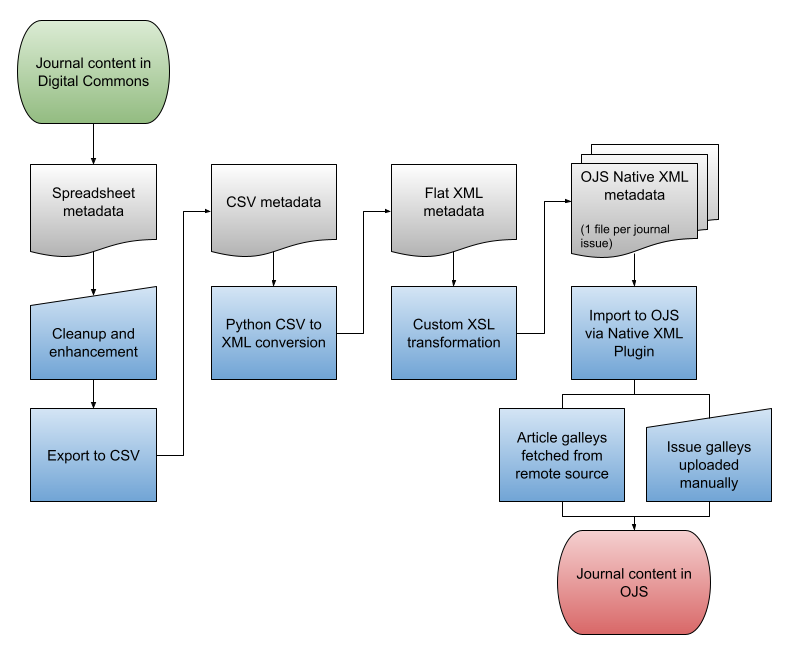 Journal content in
Digital Commons
Spreadsheet
metadata
Cleanup and
enhancement
Export to CSV
CSV metadata
Python CSV to
XML conversion
Flat XML
metadata
Custom XSL
transformation
OJS Native XML
metadata
(1 file per journal
issue)
Import to OJS
via Native XML
Plugin
Article galleys
fetched from
remote source
Issue galleys
uploaded
manually
Journal content in
OJS